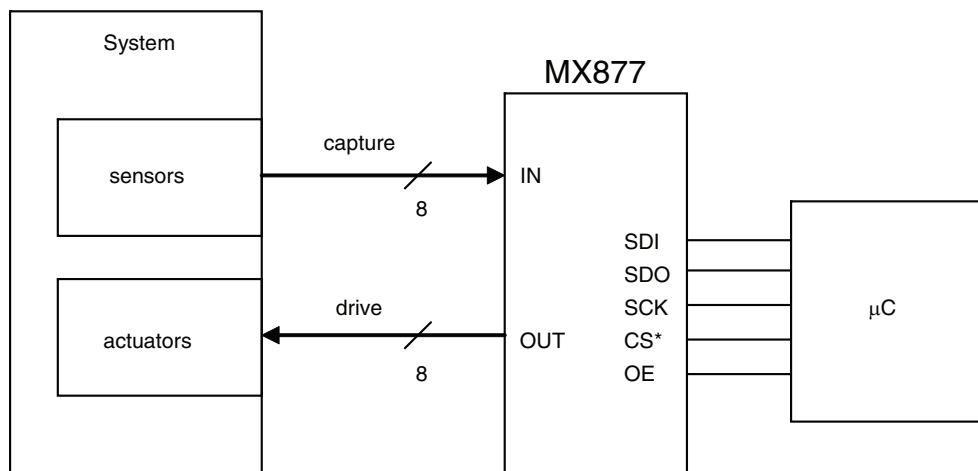 System
MX877
sensors
capture
8
IN
actuators
drive
8
OUT
SDI
SDO
SCK
CS*
OE
μC